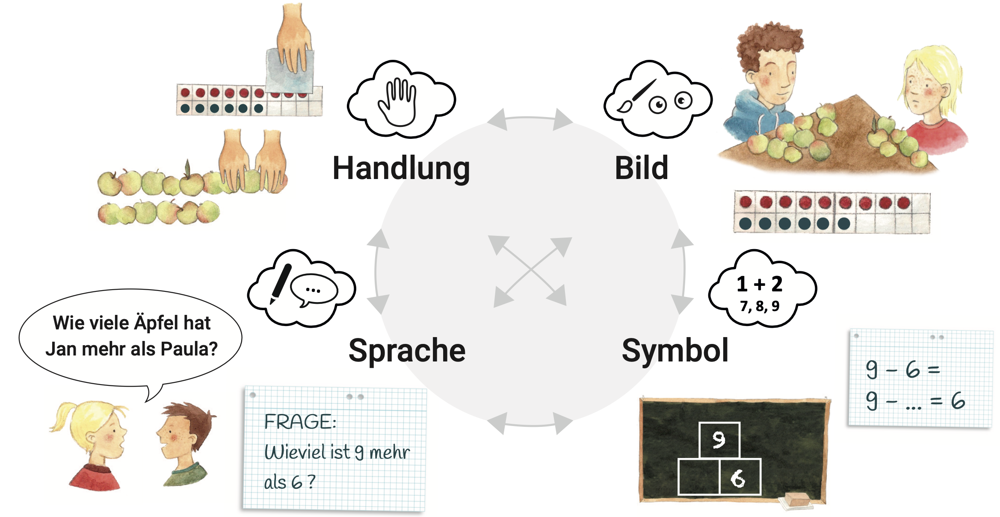 Handlung
Bild
Sprache
1 + 2
7, 8, 9
Symbol
Wie viele Äpfel hat
Jan mehr als Paula?
...
FRAGE:
Wieviel ist 9 mehr
als 6 ?
9 - 6 =
9 - ... = 6
9
6